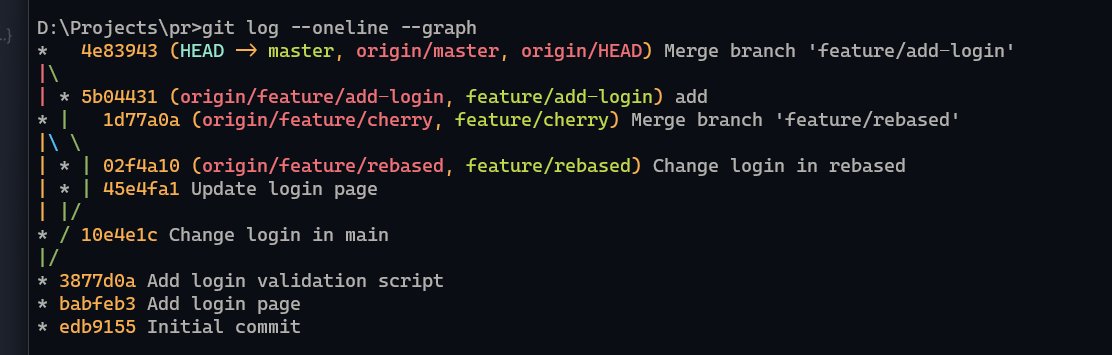 ..}
D:\Projects\pr>git log --oneline --graph
*   4e83943 (HEAD -> master, origin/master, origin/HEAD) Merge branch 'feature/add-login'
|\
| * 5b04431 (origin/feature/add-login, feature/add-login) add
* |   1d77a0a (origin/feature/cherry, feature/cherry) Merge branch 'feature/rebased'
|\ \
| * | 02f4a10 (origin/feature/rebased, feature/rebased) Change login in rebased
| * | 45e4fa1 Update login page
| |/
* / 10e4e1c Change login in main
|/
* 3877d0a Add login validation script
* babfeb3 Add login page
* edb9155 Initial commit